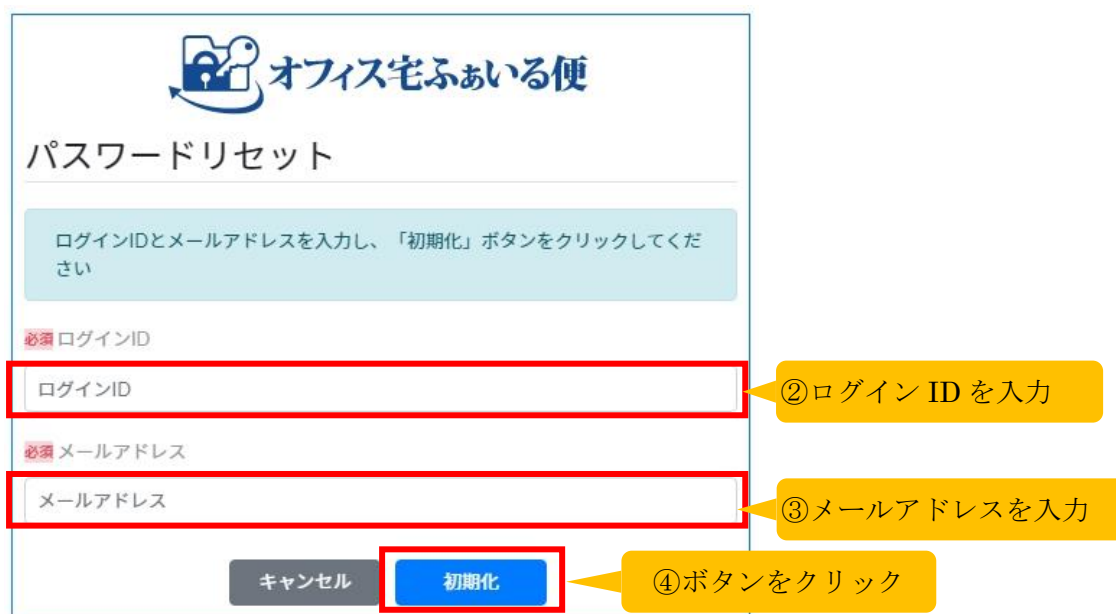 オフィス宅ふぁいる便
パスワードリセット
ログインIDとメールアドレスを入力し、「初期化」ボタンをクリックしてくだ
さい
必須 ログインID
ログインID
②ログイン ID を入力
必須 メールアドレス
メールアドレス
③メールアドレスを入力
キャンセル
初期化
④ボタンをクリック